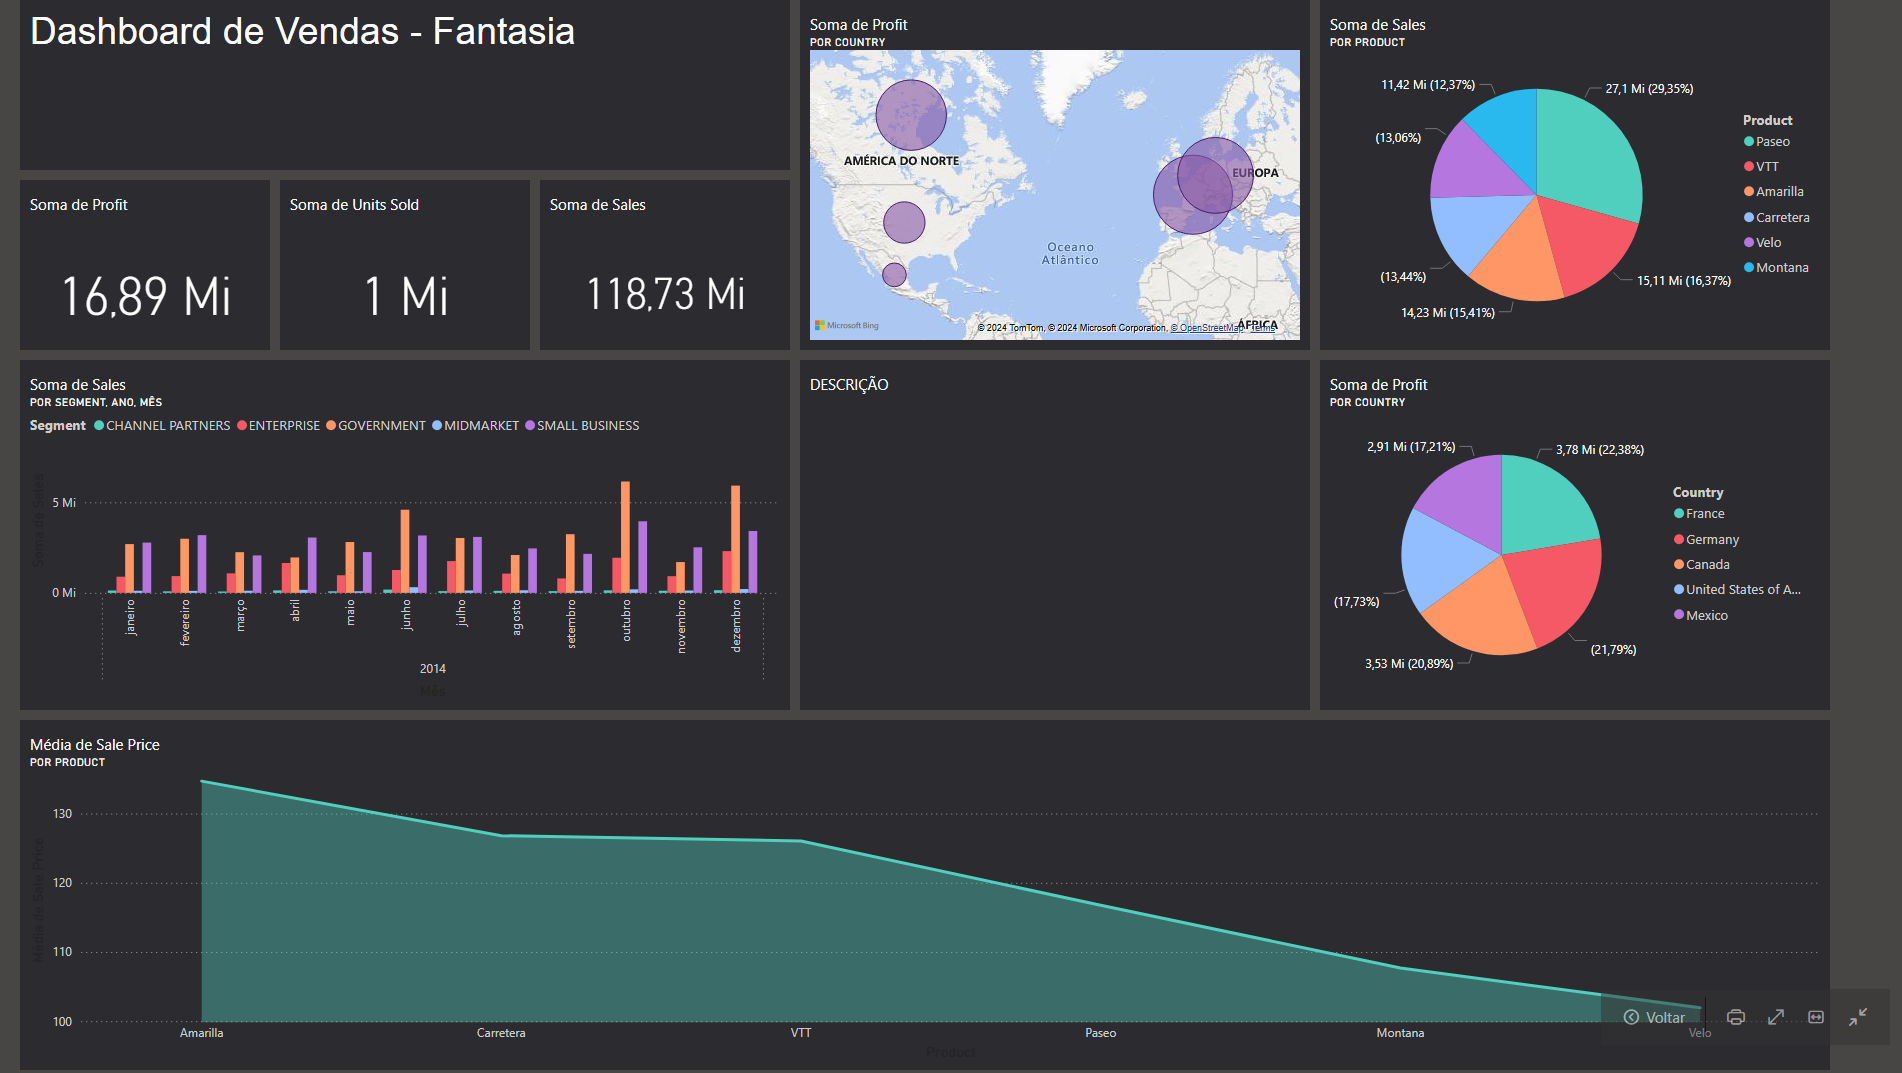 Dashboard de Vendas - Fantasia
Soma de Profit
POR COUNTRY
AMÉRICA DO NORTE
EUROPA
Oceano
Atlântico
ÁFRICA
Microsoft Bing
© 2024 TomTom, © 2024 Microsoft Corporation, © OpenStreetMap Terms
Soma de Sales
POR PRODUCT
11,42 Mi (12,37%)
27,1 Mi (29,35%)
(13,06%)
(13,44%)
14,23 Mi (15,41%)
15,11 Mi (16,37%)
Product
Paseo
VTT
Amarilla
Carretera
Velo
Montana
Soma de Profit
16,89 Mi
Soma de Units Sold
1 Mi
Soma de Sales
118,73 Mi
Soma de Sales
POR SEGMENT, ANO, MÊS
Segment CHANNEL PARTNERS ENTERPRISE GOVERNMENT MIDMARKET SMALL BUSINESS
Soma de Sales
5 Mi
0 Mi
janeiro
fevereiro
março
abril
maio
junho
julho
agosto
setembro
outubro
novembro
dezembro
2014
Mês
DESCRIÇÃO
Soma de Profit
POR COUNTRY
2,91 Mi (17,21%)
3,78 Mi (22,38%)
(17,73%)
3,53 Mi (20,89%)
(21,79%)
Country
France
Germany
Canada
United States of A...
Mexico
Média de Sale Price
POR PRODUCT
Média de Sale Price
130
120
110
100
Amarilla
Carretera
VTT
Paseo
Montana
Velo
Product
Voltar